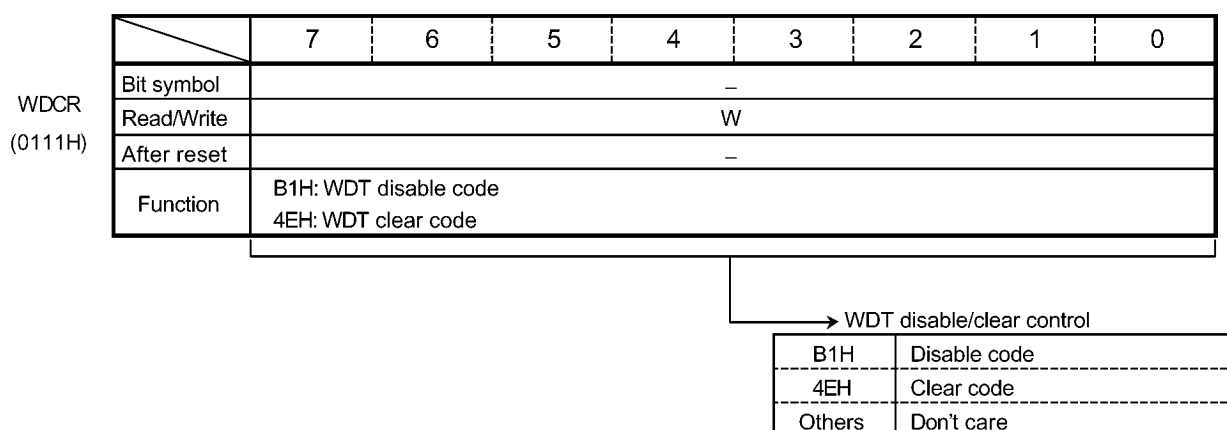 7 6 5 4 3 2 1 0
WDCR
(0111H)
Bit symbol –
Read/Write W
After reset –
Function B1H: WDT disable code
4EH: WDT clear code
WDT disable/clear control
B1H Disable code
4EH Clear code
Others Don't care